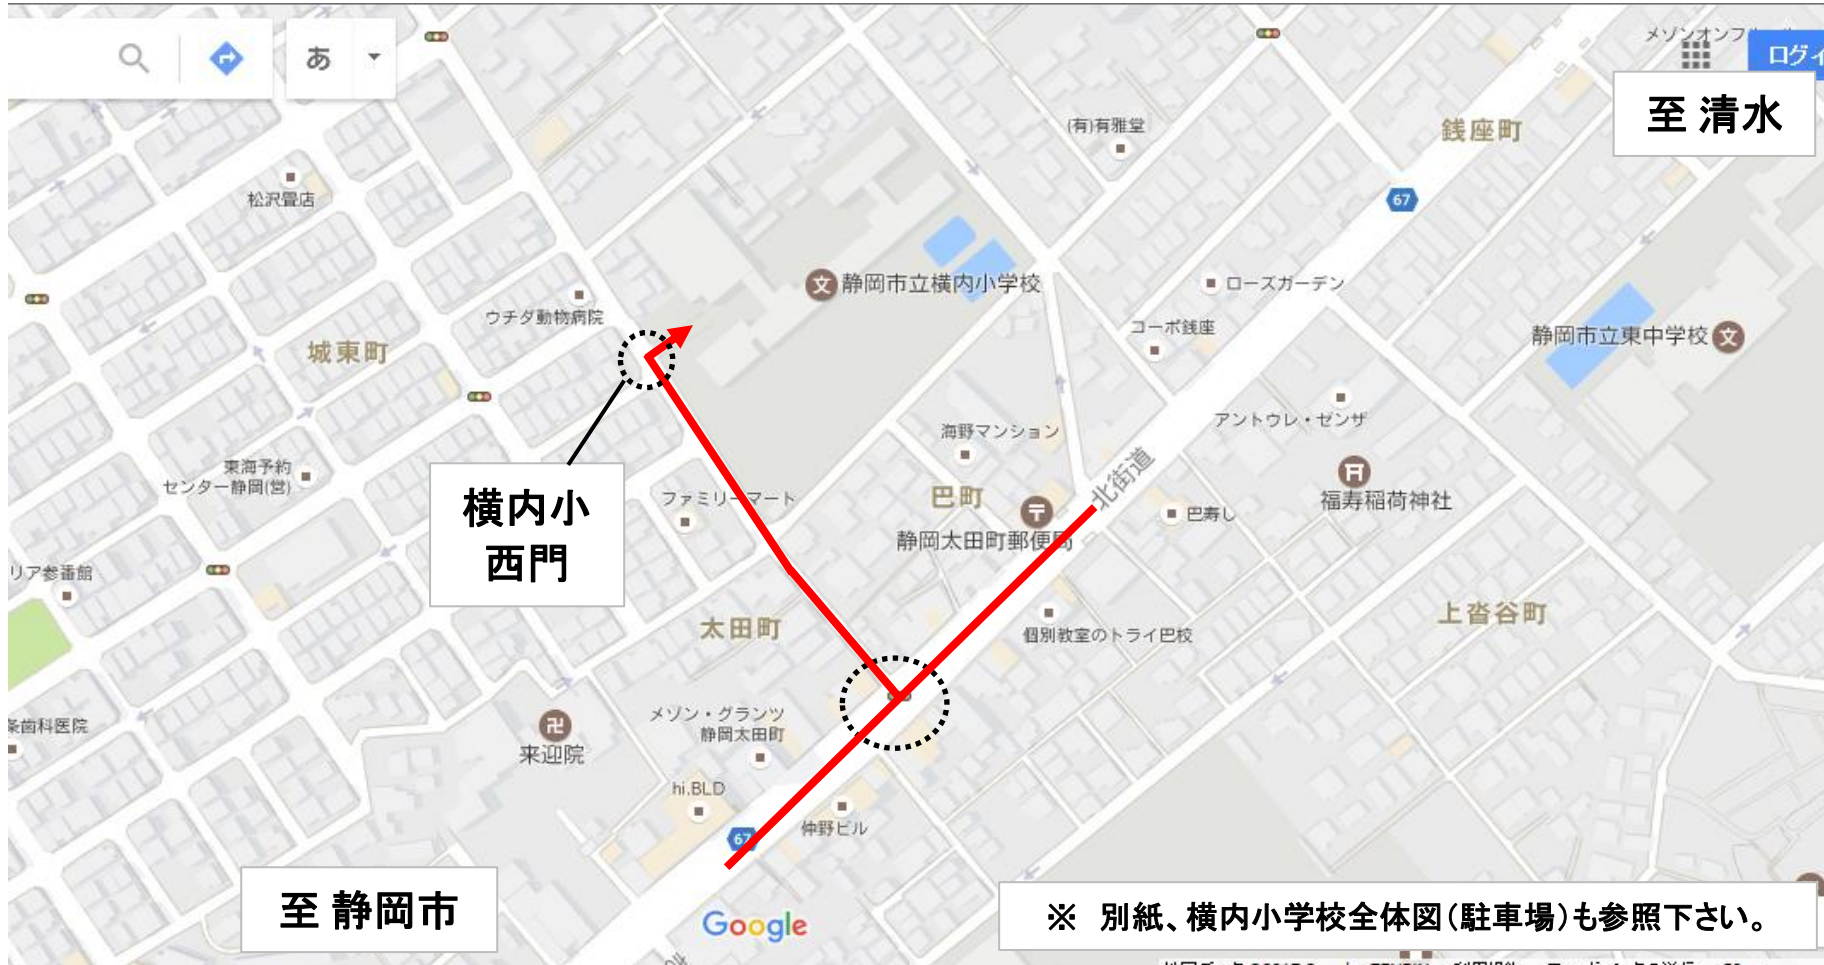 あ
メゾンオンフ
ログイ
至 清水
(有)有雅堂
銭座町
67
松沢畳店
静岡市立横内小学校
ローズガーデン
ウチダ動物病院
コーポ銭座
静岡市立東中学校
城東町
アントウレ・ゼンザ
海野マンション
北街道
東海予約
センター静岡(営)
横内小
西門
ファミリーマート
巴町
福寿稲荷神社
巴寿し
静岡太田町郵便局
リア参番館
太田町
個別教室のトライ巴校
上沓谷町
条歯科医院
メゾン・グランツ
静岡太田町
来迎院
hi.BLD
67
仲野ビル
至 静岡市
Google
※ 別紙、横内小学校全体図(駐車場)も参照下さい。